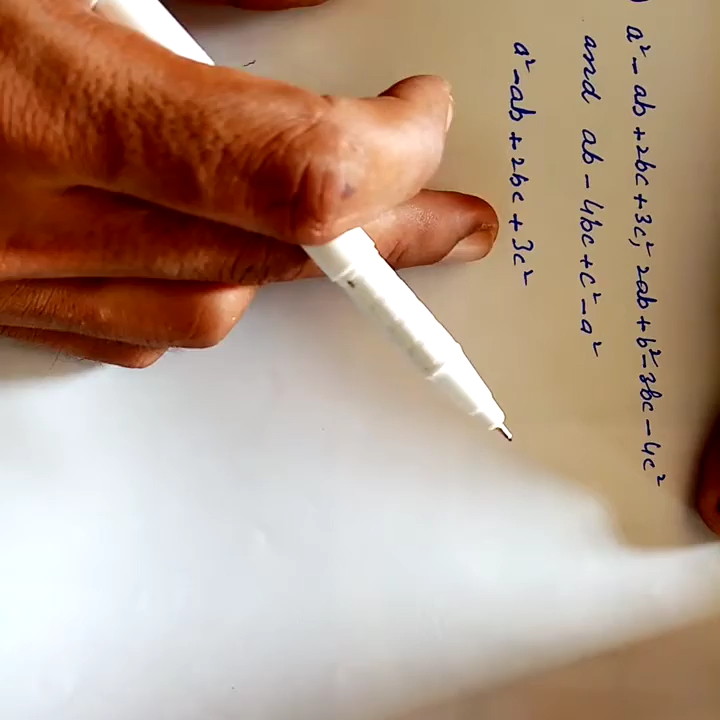 ) a² - ab + 2bc + 3c², 2ab + b² - 3bc - 4c²
and ab - 4bc + c² - a²
a² - ab + 2bc + 3c²